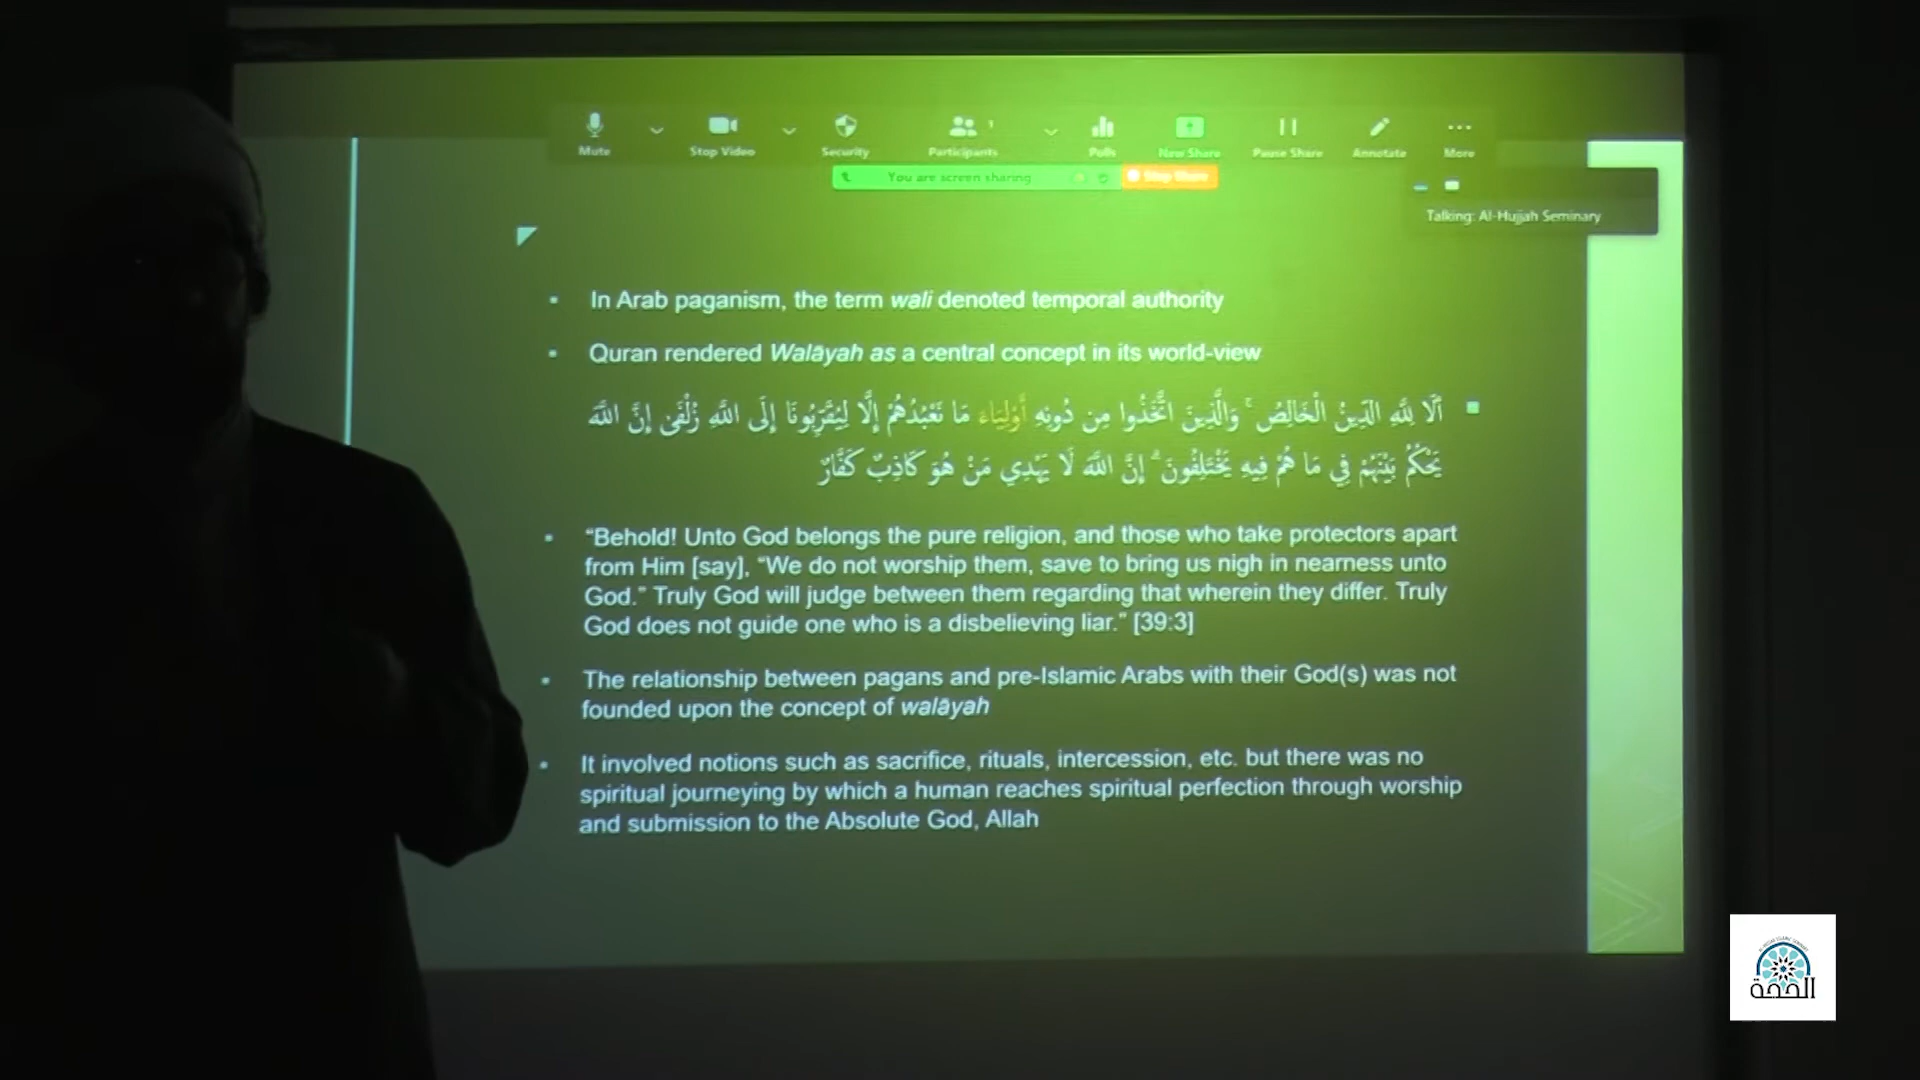 Mute
Stop Video
Security
Participants
1
Polls
New Share
Pause Share
Annotate
More
You are screen sharing
Stop Share
Talking: Al-Hujjah Seminary
In Arab paganism, the term wali denoted temporal authority
Quran rendered Walāyah as a central concept in its world-view
أَلَا لِلَّهِ الدِّينُ الْخَالِصُ ۚ وَالَّذِينَ اتَّخَذُوا مِن دُونِهِ أَوْلِيَاءَ مَا نَعْبُدُهُمْ إِلَّا لِيُقَرِّبُونَا إِلَى اللَّهِ زُلْفَىٰ إِنَّ اللَّهَ
يَحْكُمُ بَيْنَهُمْ فِي مَا هُمْ فِيهِ يَخْتَلِفُونَ ۗ إِنَّ اللَّهَ لَا يَهْدِي مَنْ هُوَ كَاذِبٌ كَفَّارٌ
“Behold! Unto God belongs the pure religion, and those who take protectors apart
from Him [say], “We do not worship them, save to bring us nigh in nearness unto
God.” Truly God will judge between them regarding that wherein they differ. Truly
God does not guide one who is a disbelieving liar.” [39:3]
The relationship between pagans and pre-Islamic Arabs with their God(s) was not
founded upon the concept of walāyah
It involved notions such as sacrifice, rituals, intercession, etc. but there was no
spiritual journeying by which a human reaches spiritual perfection through worship
and submission to the Absolute God, Allah
الحجة